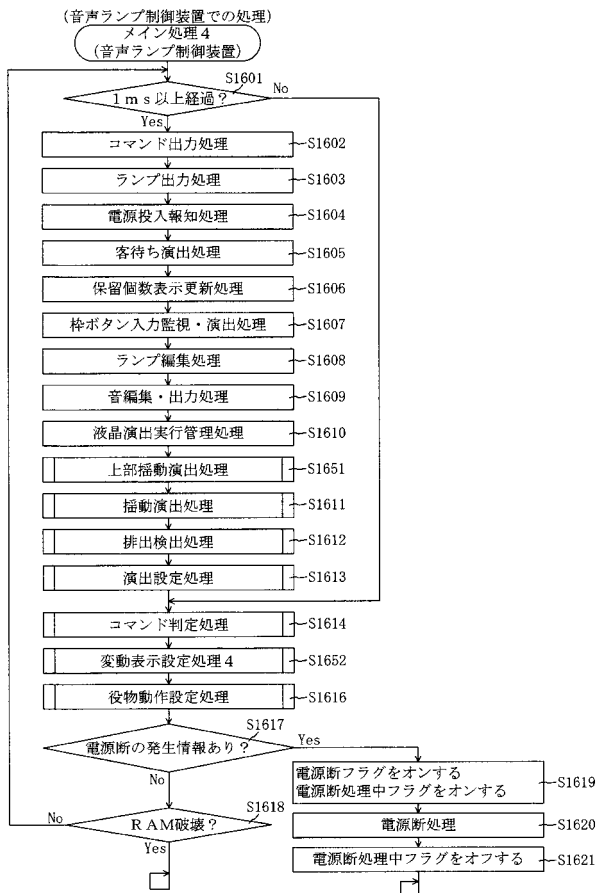 (音声ランプ制御装置での処理)
メイン処理4
(音声ランプ制御装置)
S1601
1ms以上経過?
No
Yes
コマンド出力処理 S1602
ランプ出力処理 S1603
電源投入報知処理 S1604
客待ち演出処理 S1605
保留個数表示更新処理 S1606
枠ボタン入力監視・演出処理 S1607
ランプ編集処理 S1608
音編集・出力処理 S1609
液晶演出実行管理処理 S1610
上部揺動演出処理 S1651
揺動演出処理 S1611
排出検出処理 S1612
演出設定処理 S1613
コマンド判定処理 S1614
変動表示設定処理4 S1652
役物動作設定処理 S1616
S1617
電源断の発生情報あり?
Yes
No
電源断フラグをオンする
電源断処理中フラグをオンする
S1619
S1618
No
RAM破壊?
Yes
電源断処理 S1620
電源断処理中フラグをオフする S1621